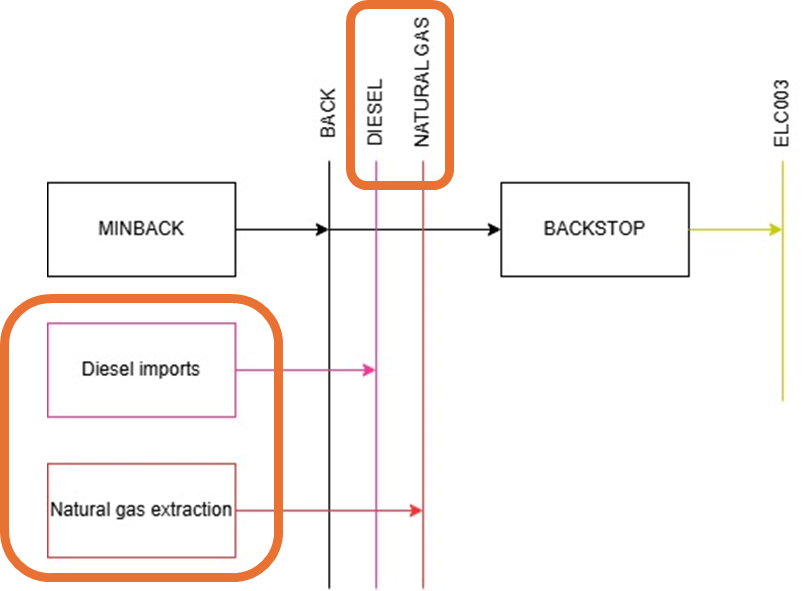 BACK
DIESEL
NATURAL GAS
ELC003
MINBACK
BACKSTOP
Diesel imports
Natural gas extraction